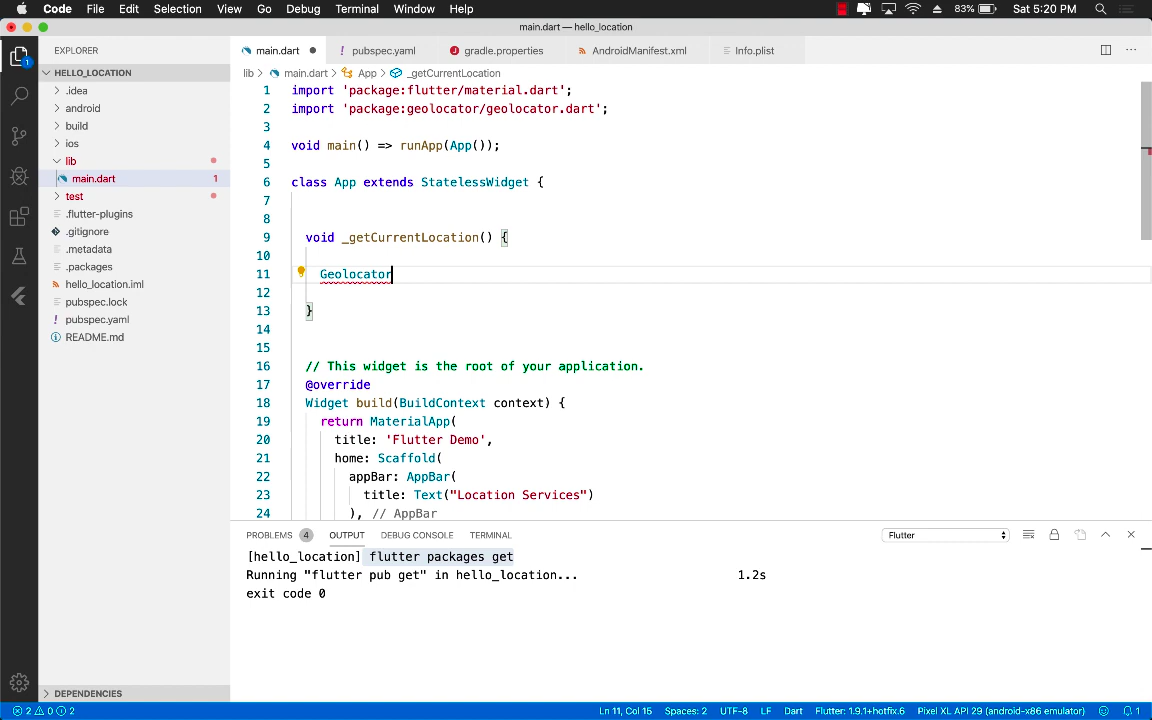 Code File Edit Selection View Go Debug Terminal Window Help 83% Sat 5:20 PM
main.dart — hello_location
EXPLORER
main.dart
! pubspec.yaml
gradle.properties
AndroidManifest.xml
Info.plist
HELLO_LOCATION
lib > main.dart > App > _getCurrentLocation
.idea
android
build
ios
lib
main.dart 1
test
.flutter-plugins
.gitignore
.metadata
.packages
hello_location.iml
pubspec.lock
! pubspec.yaml
README.md
DEPENDENCIES
1 import 'package:flutter/material.dart';
2 import 'package:geolocator/geolocator.dart';
3
4 void main() => runApp(App());
5
6 class App extends StatelessWidget {
7
8
9 void _getCurrentLocation() {
10
11 Geolocator
12
13 }
14
15
16 // This widget is the root of your application.
17 @override
18 Widget build(BuildContext context) {
19 return MaterialApp(
20 title: 'Flutter Demo',
21 home: Scaffold(
22 appBar: AppBar(
23 title: Text("Location Services")
24 ), // AppBar
PROBLEMS 4 OUTPUT DEBUG CONSOLE TERMINAL Flutter
[hello_location] flutter packages get
Running "flutter pub get" in hello_location... 1.2s
exit code 0
2 0 2 Ln 11, Col 15 Spaces: 2 UTF-8 LF Dart Flutter: 1.9.1+hotfix.6 Pixel XL API 29 (android-x86 emulator) 1